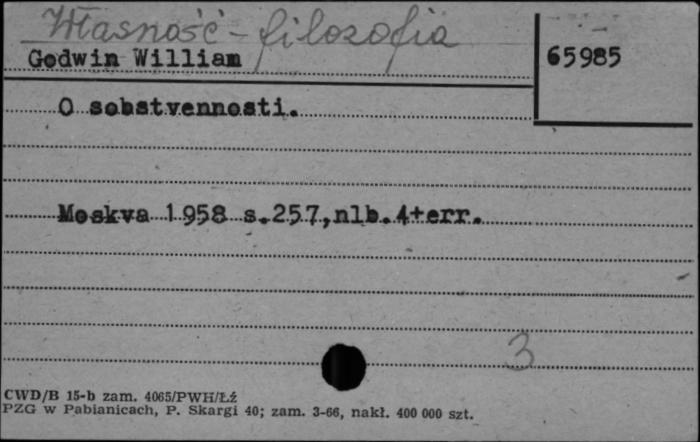 Własność - filozofia
Godwin William
65985
O sobstvennosti.
Moskva 1958 s.257,nlb.4+err.
3
CWD/B 15-b zam. 4065/PWH/Łź
PZG w Pabianicach, P. Skargi 40; zam. 3-66, nakł. 400 000 szt.